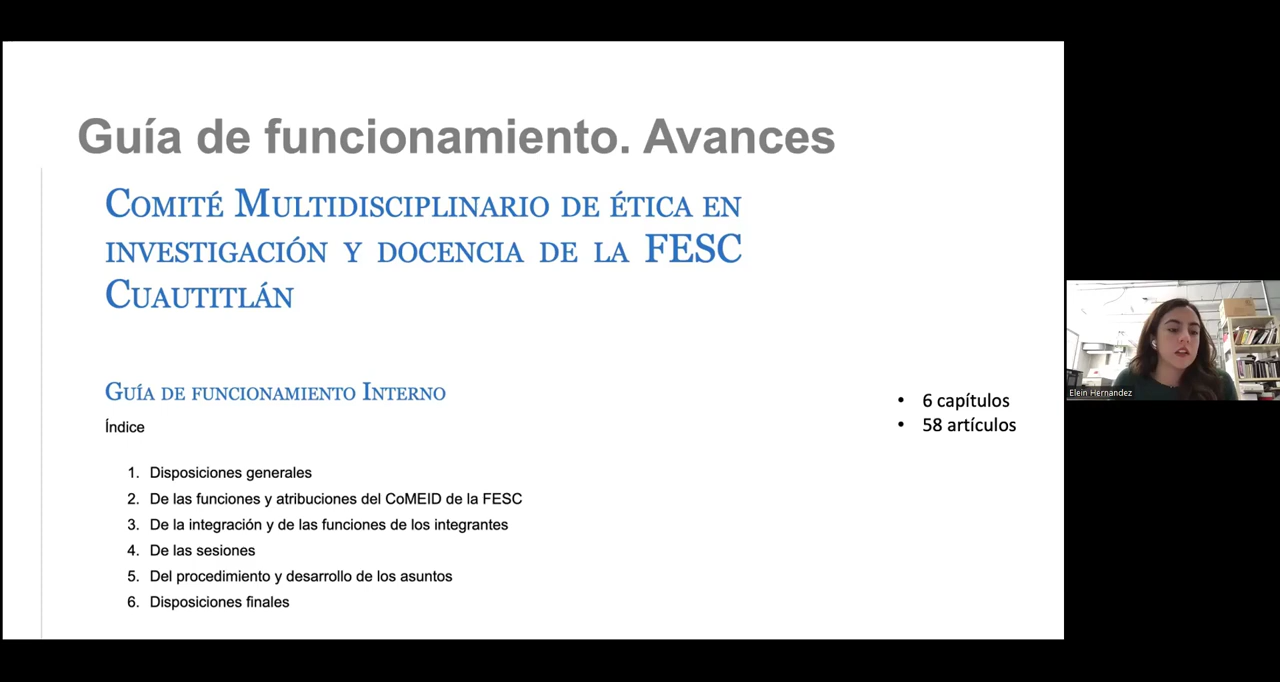 Guía de funcionamiento. Avances
Comité Multidisciplinario de ética en
investigación y docencia de la FESC
Cuautitlán
Guía de funcionamiento Interno
Índice
1. Disposiciones generales
2. De las funciones y atribuciones del CoMEID de la FESC
3. De la integración y de las funciones de los integrantes
4. De las sesiones
5. Del procedimiento y desarrollo de los asuntos
6. Disposiciones finales
• 6 capítulos
• 58 artículos
Elein Hernandez